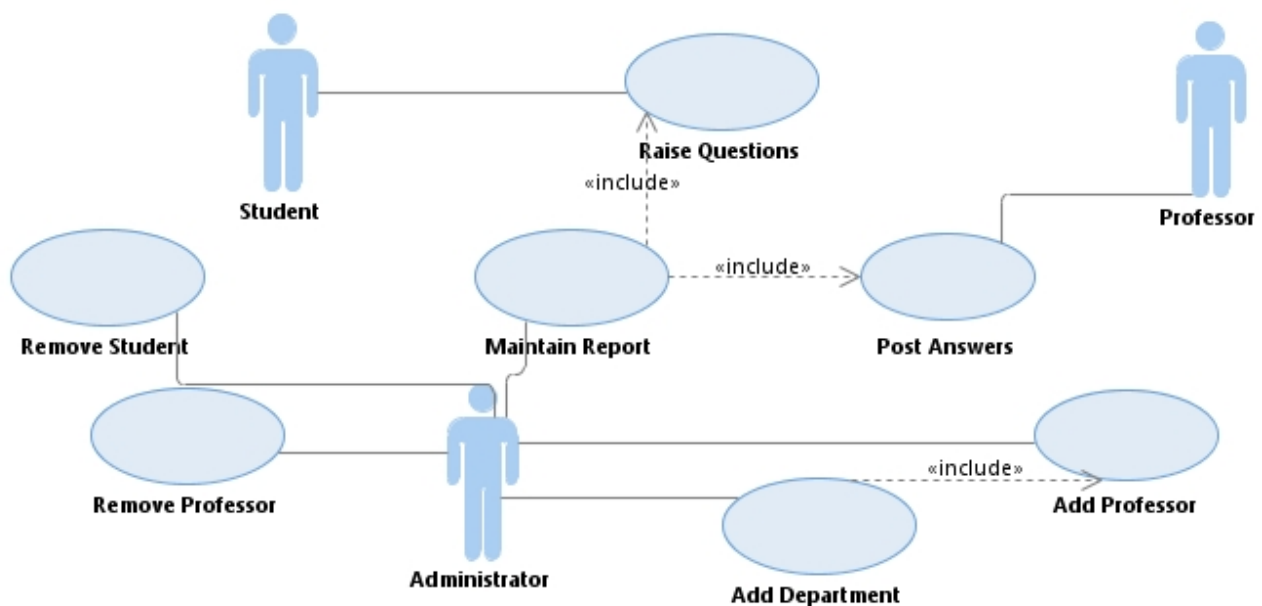 Raise Questions
«include»
Student
Professor
«include»
Remove Student
Maintain Report
Post Answers
«include»
Remove Professor
Add Professor
Administrator
Add Department